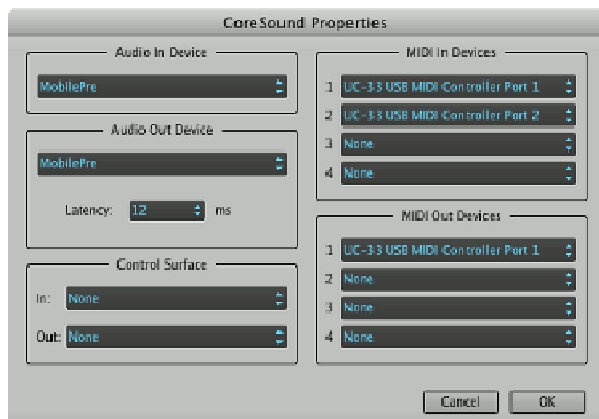 CoreSound Properties
Audio In Device
MobilePre
Audio Out Device
MobilePre
Latency: 12 ms
Control Surface
In: None
Out: None
MIDI In Devices
1 UC-33 USB MIDI Controller Port 1
2 UC-33 USB MIDI Controller Port 2
3 None
4 None
MIDI Out Devices
1 UC-33 USB MIDI Controller Port 1
2 None
3 None
4 None
Cancel OK